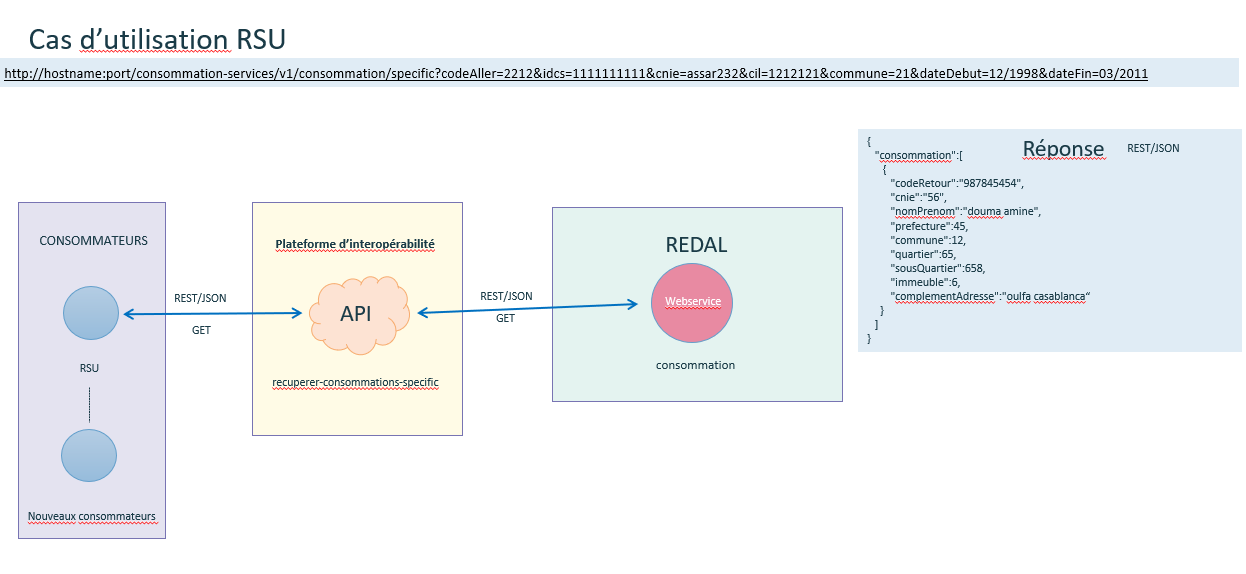 Cas d’utilisation RSU
http://hostname:port/consommation-services/v1/consommation/specific?codeAller=2212&idcs=1111111111&cnie=assar232&cil=1212121&commune=21&dateDebut=12/1998&dateFin=03/2011
CONSOMMATEURS
RSU
Nouveaux consommateurs
REST/JSON
GET
Plateforme d’interopérabilité
API
recuperer-consommations-specific
REST/JSON
GET
REDAL
Webservice
consommation
Réponse REST/JSON
{
"consommation":[
{
"codeRetour":"987845454",
"cnie":"56",
"nomPrenom":"douma amine",
"prefecture":45,
"commune":12,
"quartier":65,
"sousQuartier":658,
"immeuble":6,
"complementAdresse":"oulfa casablanca“
}
]
}